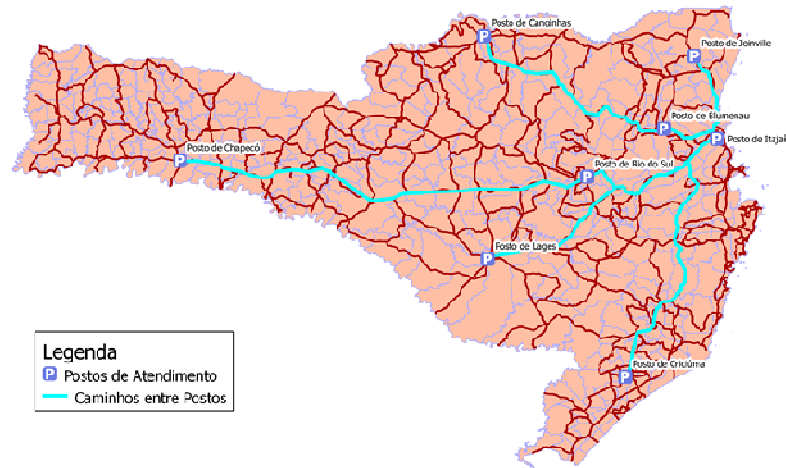 Posto de Canoinhas
Posto de Joinville
Posto de Blumenau
Posto de Itajaí
Posto de Chapecó
Posto de Rio do Sul
Posto de Lages
Posto de Criciúma
Legenda
P Postos de Atendimento
Caminhos entre Postos